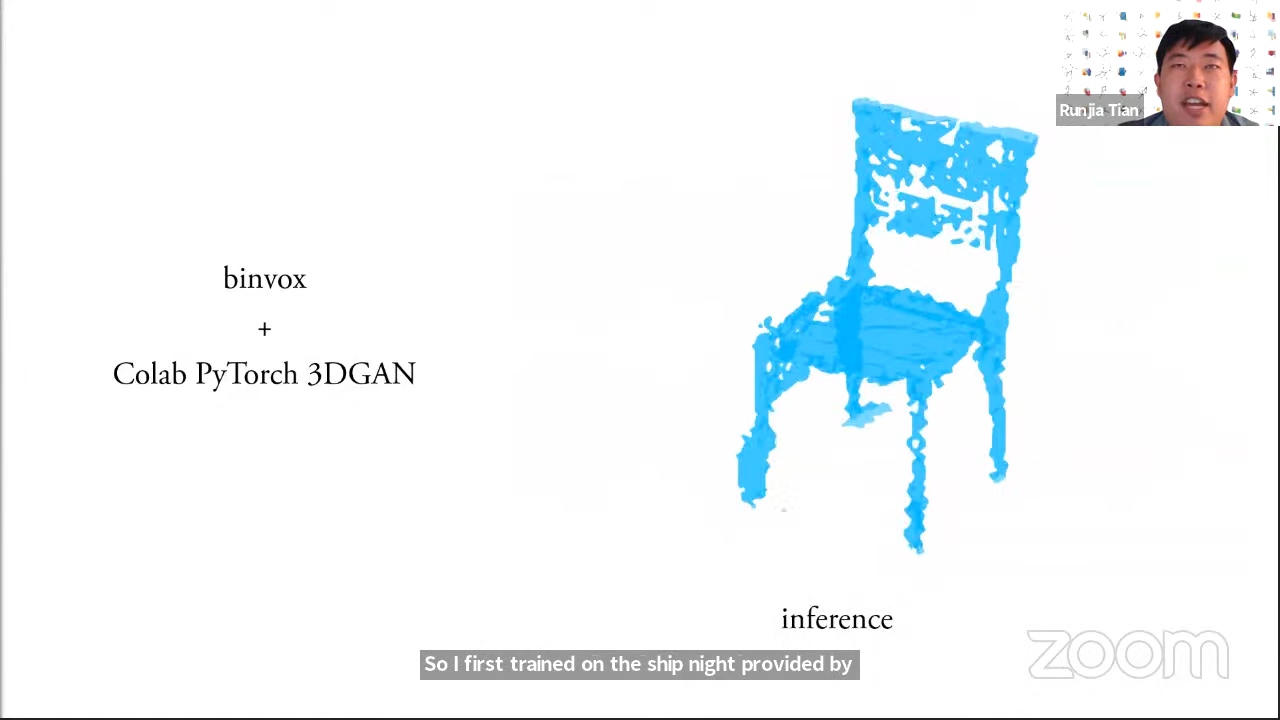 Runjia Tian
binvox
+
Colab PyTorch 3DGAN
inference
So I first trained on the ship night provided by
zoom